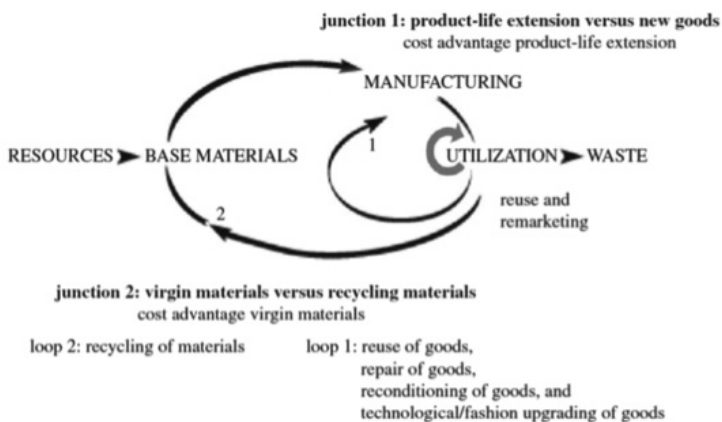 junction 1: product-life extension versus new goods
cost advantage product-life extension
MANUFACTURING
1
RESOURCES
BASE MATERIALS
UTILIZATION
WASTE
reuse and
remarketing
2
junction 2: virgin materials versus recycling materials
cost advantage virgin materials
loop 2: recycling of materials
loop 1: reuse of goods,
repair of goods,
reconditioning of goods, and
technological/fashion upgrading of goods